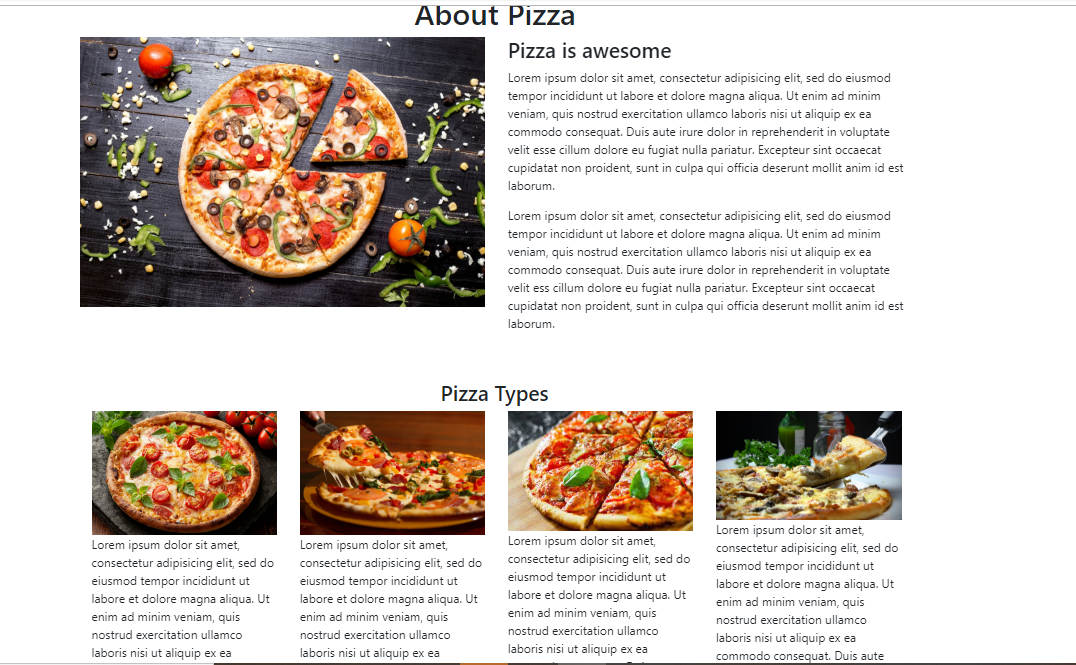 About Pizza
Pizza is awesome
Lorem ipsum dolor sit amet, consectetur adipisicing elit, sed do eiusmod
tempor incididunt ut labore et dolore magna aliqua. Ut enim ad minim
veniam, quis nostrud exercitation ullamco laboris nisi ut aliquip ex ea
commodo consequat. Duis aute irure dolor in reprehenderit in voluptate
velit esse cillum dolore eu fugiat nulla pariatur. Excepteur sint occaecat
cupidatat non proident, sunt in culpa qui officia deserunt mollit anim id est
laborum.
Lorem ipsum dolor sit amet, consectetur adipisicing elit, sed do eiusmod
tempor incididunt ut labore et dolore magna aliqua. Ut enim ad minim
veniam, quis nostrud exercitation ullamco laboris nisi ut aliquip ex ea
commodo consequat. Duis aute irure dolor in reprehenderit in voluptate
velit ess cillum dolore eu fugiat nulla pariatur. Excepteur sint occaecat
cupidatat non proident, sunt in culpa qui officia deserunt mollit anim id est
laborum.
Pizza Types
Lorem ipsum dolor sit amet,
consectetur adipisicing elit, sed do
eiusmod tempor incididunt ut
labore et dolore magna aliqua. Ut
enim ad minim veniam, quis
nostrud exercitation ullamco
laboris nisi ut aliquip ex ea
Lorem ipsum dolor sit amet,
consectetur adipisicing elit, sed do
eiusmod tempor incididunt ut
labore et dolore magna aliqua. Ut
enim ad minim veniam, quis
nostrud exercitation ullamco
laboris nisi ut aliquip ex ea
Lorem ipsum dolor sit amet,
consectetur adipisicing elit, sed do
eiusmod tempor incididunt ut
labore et dolore magna aliqua. Ut
enim ad minim veniam, quis
nostrud exercitation ullamco
laboris nisi ut aliquip ex ea
Lorem ipsum dolor sit amet,
consectetur adipisicing elit, sed do
eiusmod tempor incididunt ut
labore et dolore magna aliqua. Ut
enim ad minim veniam, quis
nostrud exercitation ullamco
laboris nisi ut aliquip ex ea
commodo consequat. Duis aute